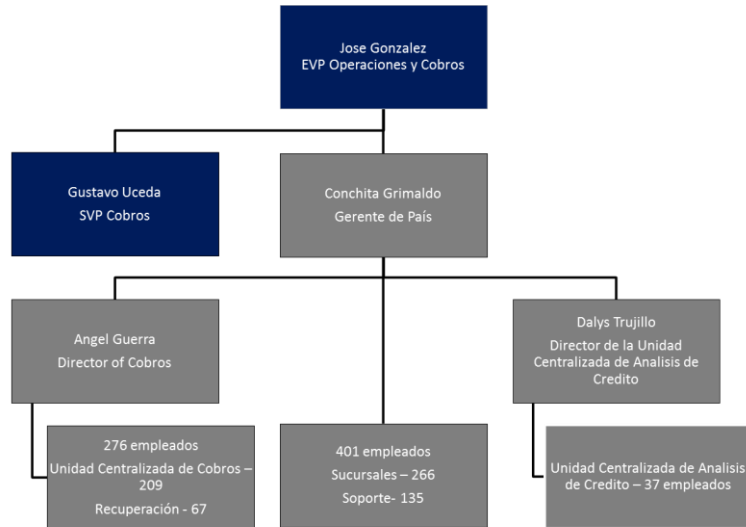 Jose Gonzalez
EVP Operaciones y Cobros
Gustavo Uceda
SVP Cobros
Conchita Grimaldo
Gerente de País
Angel Guerra
Director of Cobros
Dalys Trujillo
Director de la Unidad
Centralizada de Analisis de
Credito
276 empleados
Unidad Centralizada de Cobros –
209
Recuperación - 67
401 empleados
Sucursales – 266
Soporte- 135
Unidad Centralizada de Analisis
de Credito – 37 empleados